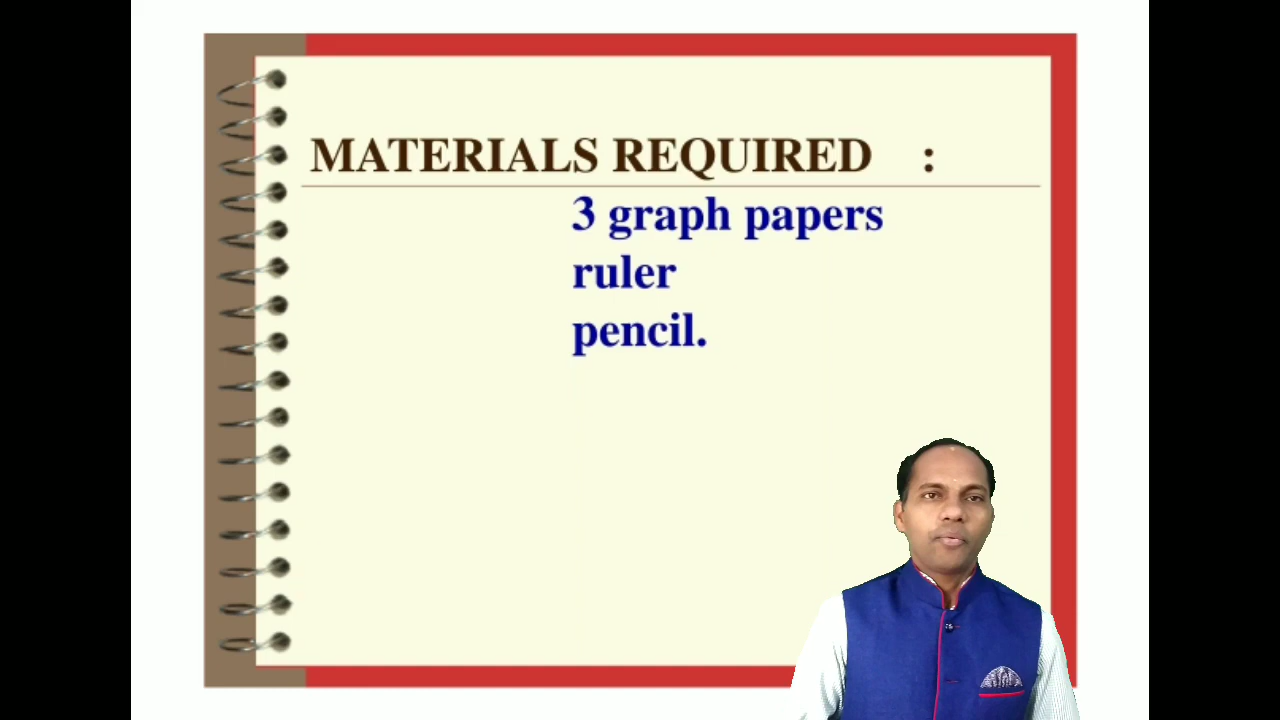 MATERIALS REQUIRED :
3 graph papers
ruler
pencil.